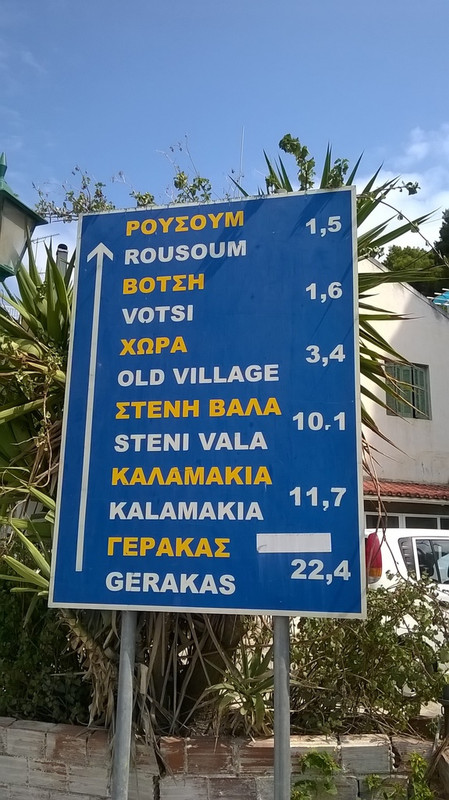 ΡΟΥΣΟΥΜ 1,5
ROUSOUM
ΒΟΤΣΗ 1,6
VOTSI
ΧΩΡΑ 3,4
OLD VILLAGE
ΣΤΕΝΗ ΒΑΛΑ 10,1
STENI VALA
ΚΑΛΑΜΑΚΙΑ 11,7
KALAMAKIA
ΓΕΡΑΚΑΣ 22,4
GERAKAS